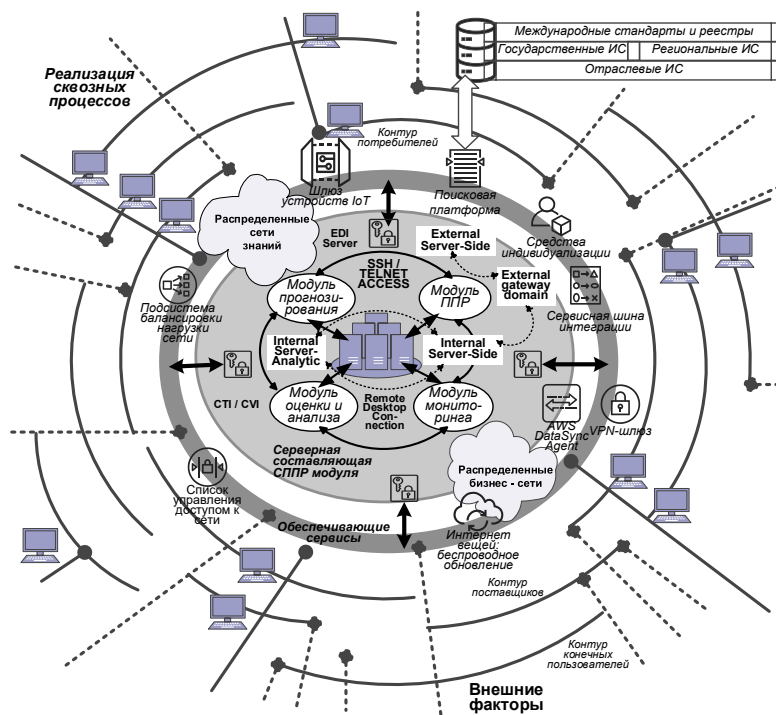 Международные стандарты и реестры
Государственные ИС
Региональные ИС
Отраслевые ИС
Реализация
сквозных
процессов
Контур
потребителей
Шлюз
устройств IoT
Поисковая
платформа
Распределенные
сети
знаний
EDI
Server
External
Server-Side
Средства
индивидуализации
SSH /
TELNET
ACCESS
External
gateway
domain
Модуль
прогнози-
рования
Модуль
ППР
Подсистема
балансировки
нагрузки
сети
Сервисная шина
интеграции
Internal
Server-
Analytic
Internal
Server-Side
CTI / CVI
Модуль
оценки и
анализа
Remote
Desktop
Con-
nection
Модуль
монито-
ринга
AWS
DataSync
Agent
VPN-шлюз
Серверная
составляющая
СППР модуля
Распределенные
бизнес - сети
Список
управления
доступом к
сети
Обеспечивающие
сервисы
Интернет
вещей:
беспроводное
обновление
Контур
поставщиков
Контур
конечных
пользователей
Внешние
факторы